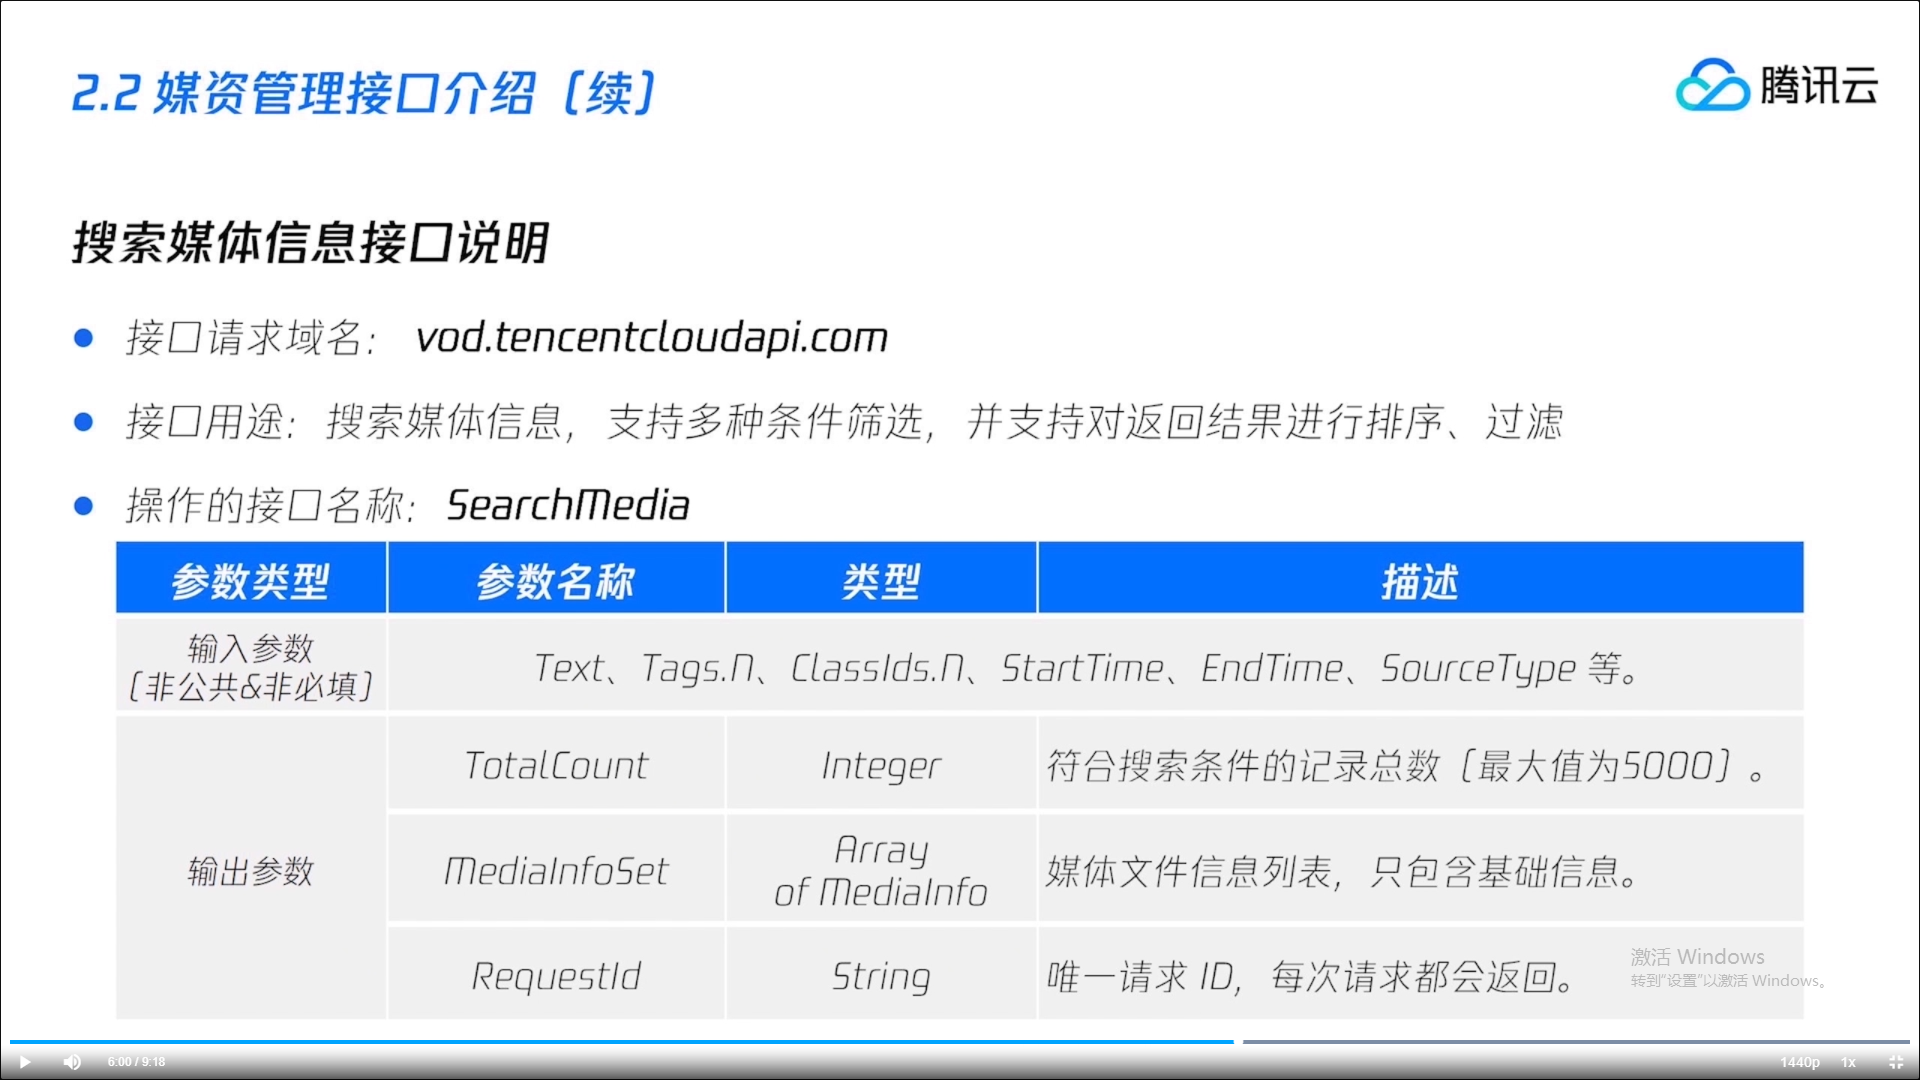 2.2 媒资管理接口介绍（续）
腾讯云
搜索媒体信息接口说明
接口请求域名： vod.tencentcloudapi.com
接口用途：搜索媒体信息，支持多种条件筛选，并支持对返回结果进行排序、过滤
操作的接口名称： SearchMedia
参数类型 参数名称 类型 描述
输入参数
（非公共&非必填）
Text、Tags.N、ClassIds.N、StartTime、EndTime、SourceType 等。
输出参数
TotalCount Integer 符合搜索条件的记录总数（最大值为5000）。
MediaInfoSet Array
of MediaInfo
媒体文件信息列表，只包含基础信息。
RequestId String 唯一请求 ID，每次请求都会返回。
激活 Windows
转到“设置”以激活 Windows。
6:00 / 9:18
1440p 1x